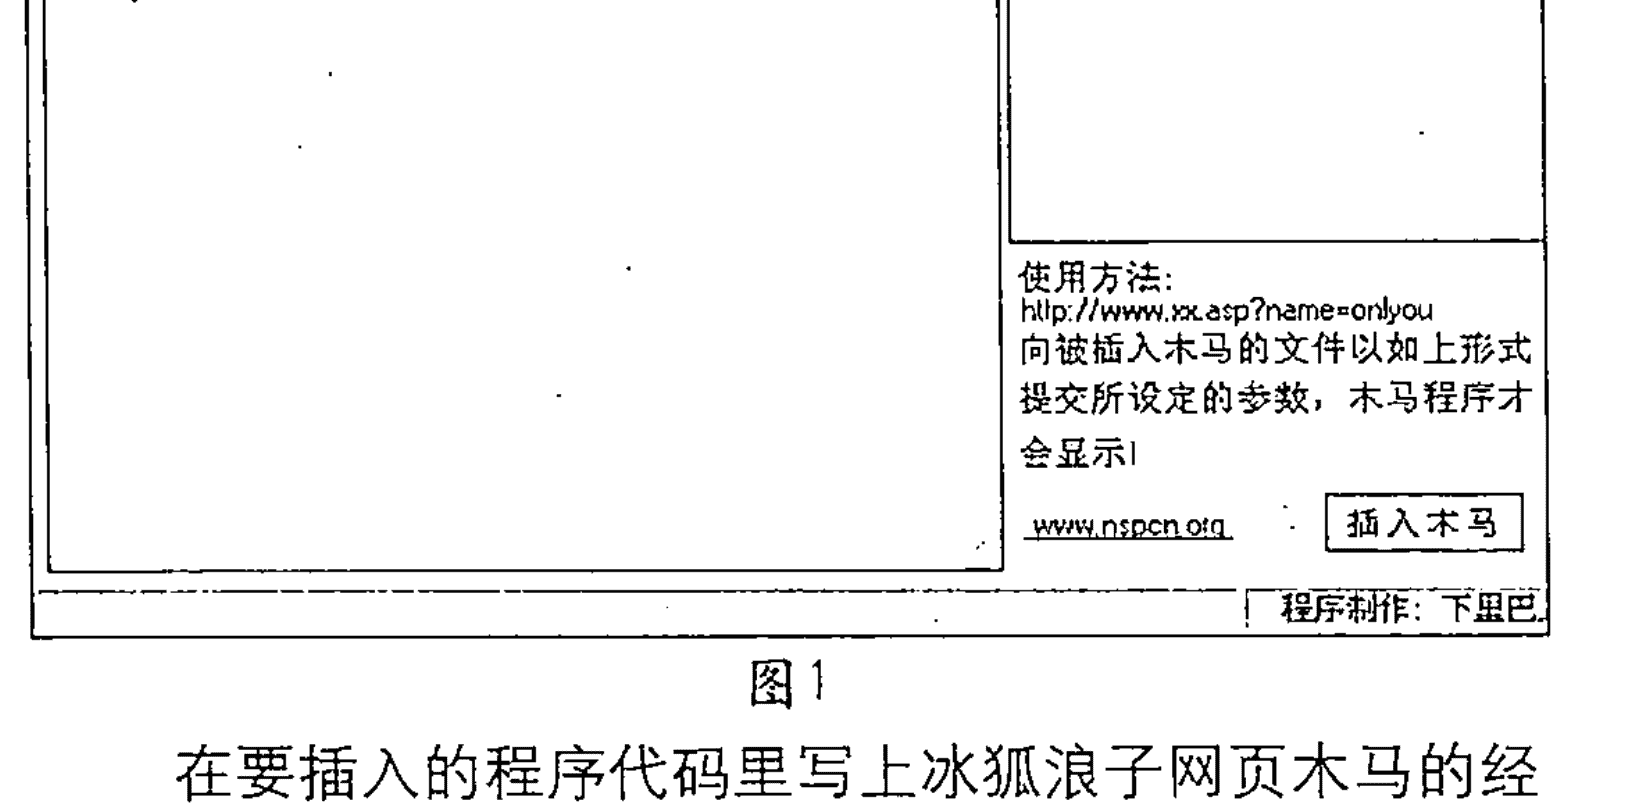 使用方法:
http://www.xx.asp?name=onlyou
向被插入木马的文件以如上形式
提交所设定的参数，木马程序才
会显示!
www.nspcn.org
插入木马
程序制作: 下里巴
图1
在要插入的程序代码里写上冰狐浪子网页木马的经